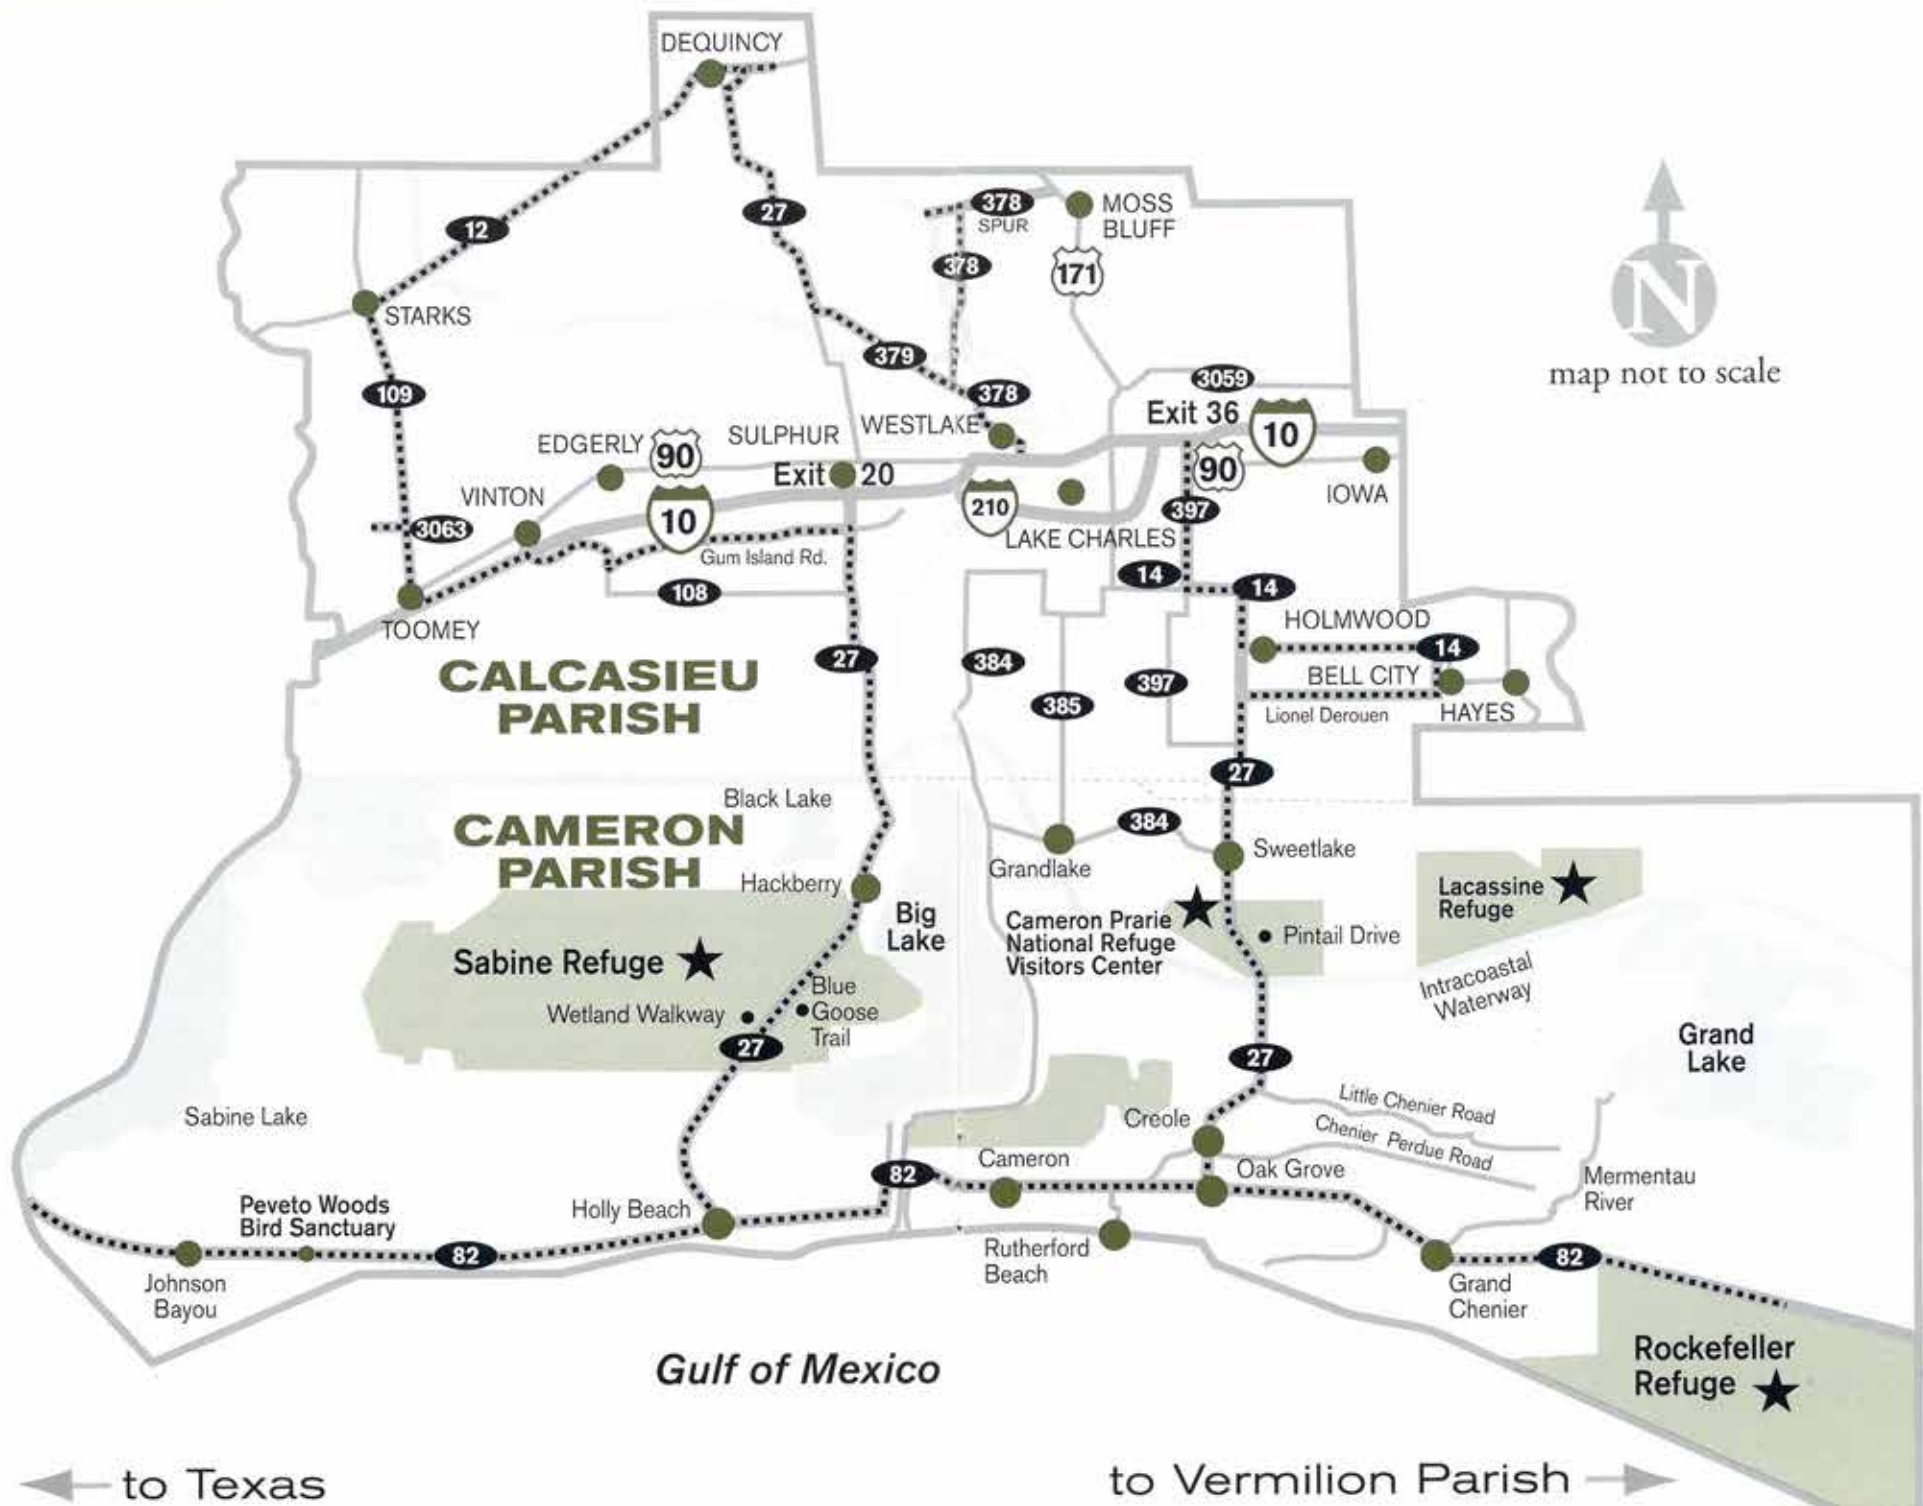 DEQUINCY
12
27
378
SPUR
MOSS
BLUFF
378
171
N
map not to scale
STARKS
379
109
378
3059
Exit 36
10
EDGERLY
90
SULPHUR
WESTLAKE
Exit
20
90
IOWA
VINTON
10
210
397
3063
Gum Island Rd.
LAKE CHARLES
108
14
14
TOOMEY
HOLMWOOD
14
CALCASIEU
PARISH
27
384
385
397
BELL CITY
Lionel Derouen
HAYES
27
Black Lake
CAMERON
PARISH
384
Sweetlake
Grandlake
Hackberry
Big
Lake
Lacassine
Refuge
Cameron Prarie
National Refuge
Visitors Center
Pintail Drive
Sabine Refuge
Blue
Goose
Trail
Wetland Walkway
Intracoastal
Waterway
27
27
Grand
Lake
Sabine Lake
Little Chenier Road
Creole
Chenier Perdue Road
Cameron
82
Oak Grove
Mermentau
River
Peveto Woods
Bird Sanctuary
Holly Beach
82
Rutherford
Beach
82
Johnson
Bayou
Grand
Chenier
Rockefeller
Refuge
Gulf of Mexico
to Texas
to Vermilion Parish